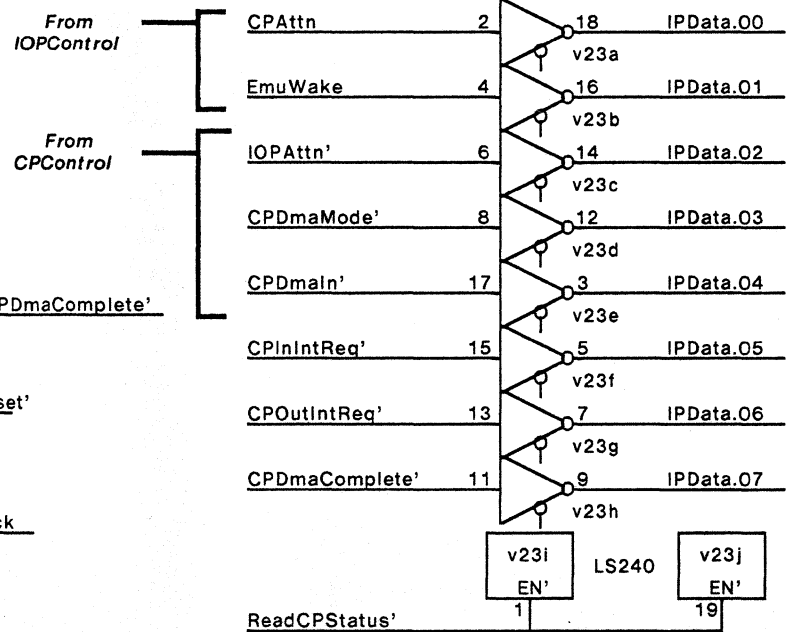 From
IOPControl
CPAttn 2 18 IPData.00
v23a
EmuWake 4 16 IPData.01
v23b
From
CPControl
IOPAttn' 6 14 IPData.02
v23c
CPDmaMode' 8 12 IPData.03
v23d
CPDmaIn' 17 3 IPData.04
v23e
PDmaComplete'
CPInIntReq' 15 5 IPData.05
v23f
set'
CPOutIntReq' 13 7 IPData.06
v23g
CPDmaComplete' 11 9 IPData.07
v23h
ck
v23i LS240 v23j
EN' EN'
1 19
ReadCPStatus'